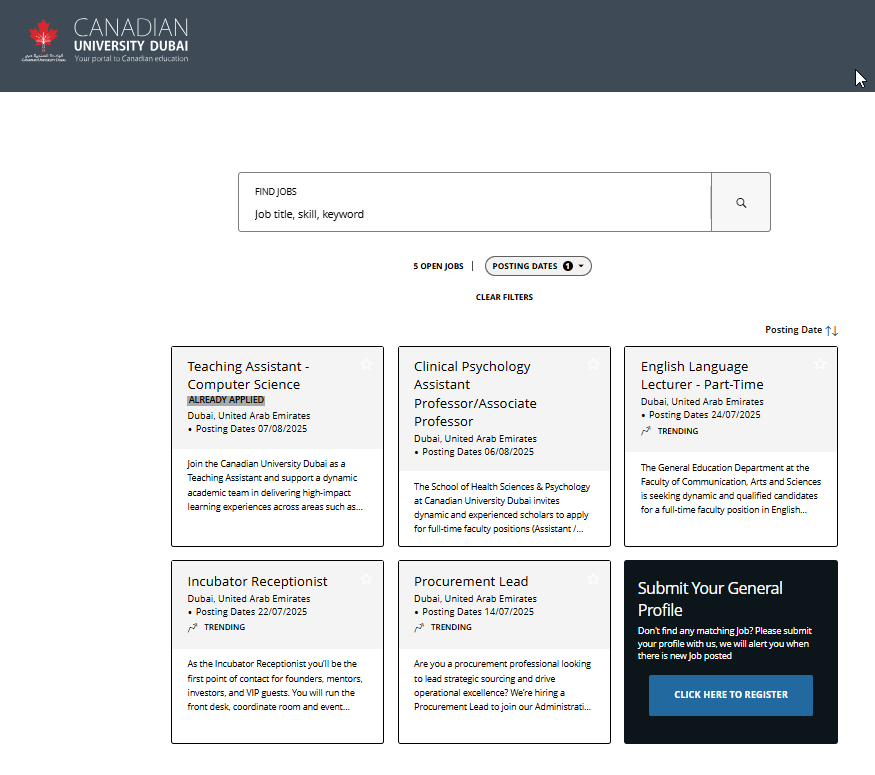 CANADIAN
UNIVERSITY DUBAI
Your portal to Canadian education
FIND JOBS
Job title, skill, keyword
5 OPEN JOBS
POSTING DATES 1
CLEAR FILTERS
Posting Date
Teaching Assistant -
Computer Science
ALREADY APPLIED
Dubai, United Arab Emirates
• Posting Dates 07/08/2025
Join the Canadian University Dubai as a
Teaching Assistant and support a dynamic
academic team in delivering high-impact
learning experiences across areas such as...
Clinical Psychology
Assistant
Professor/Associate
Professor
Dubai, United Arab Emirates
• Posting Dates 06/08/2025
The School of Health Sciences & Psychology
at Canadian University Dubai invites
dynamic and experienced scholars to apply
for full-time faculty positions (Assistant /...
English Language
Lecturer - Part-Time
Dubai, United Arab Emirates
• Posting Dates 24/07/2025
TRENDING
The General Education Department at the
Faculty of Communication, Arts and Sciences
is seeking dynamic and qualified candidates
for a full-time faculty position in English...
Incubator Receptionist
Dubai, United Arab Emirates
• Posting Dates 22/07/2025
TRENDING
As the Incubator Receptionist you'll be the
first point of contact for founders, mentors,
investors, and VIP guests. You will run the
front desk, coordinate room and event...
Procurement Lead
Dubai, United Arab Emirates
• Posting Dates 14/07/2025
TRENDING
Are you a procurement professional looking
to lead strategic sourcing and drive
operational excellence? We're hiring a
Procurement Lead to join our Administrati...
Submit Your General
Profile
Don't find any matching Job? Please submit
your profile with us, we will alert you when
there is new Job posted
CLICK HERE TO REGISTER